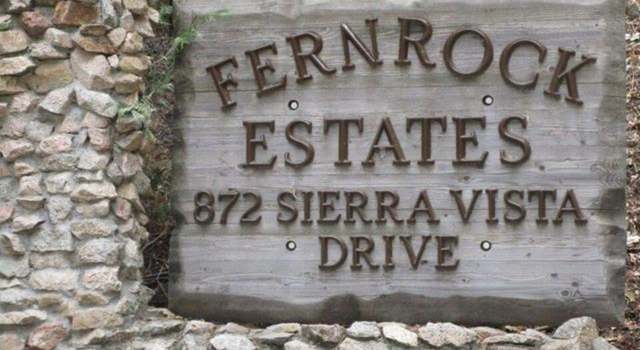 FERNROCK
ESTATES
872 SIERRA VISTA
DRIVE